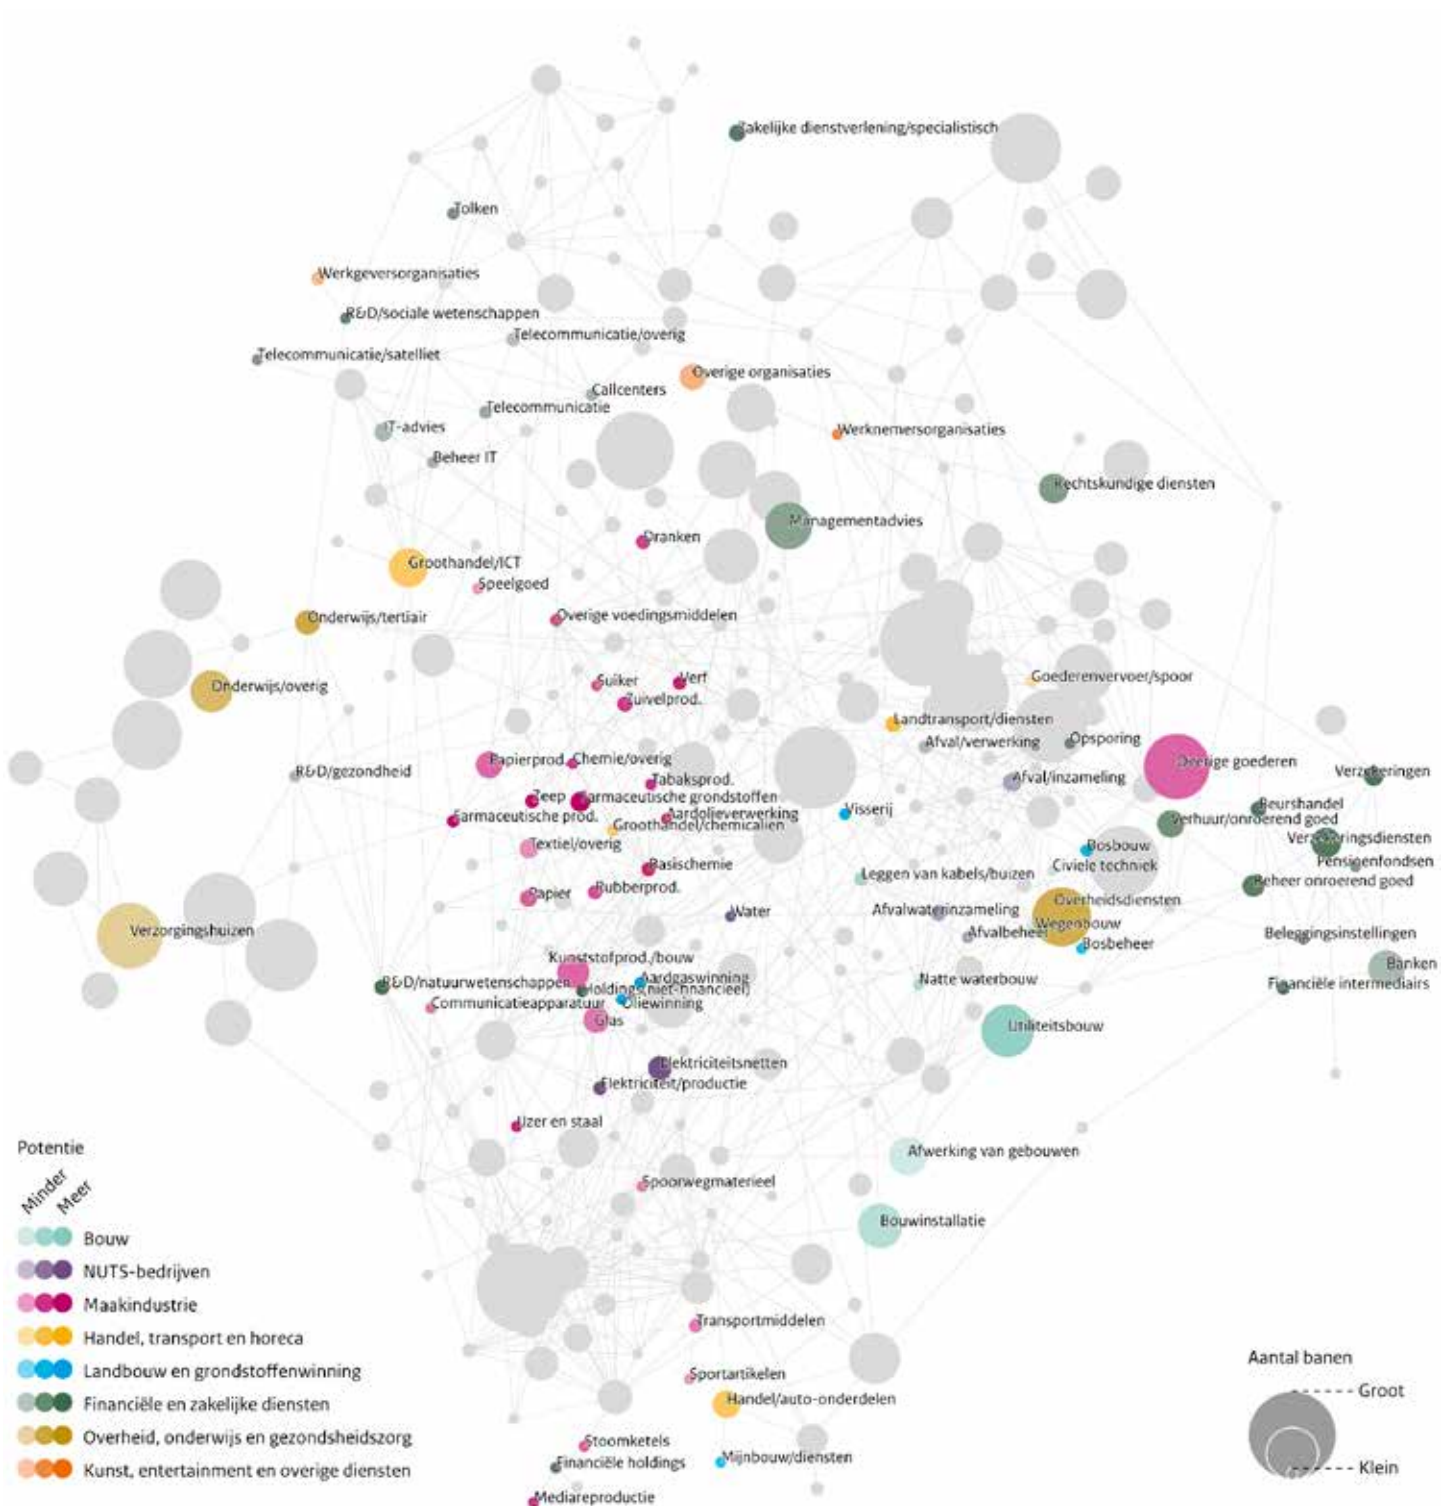 Zakelijke dienstverlening/specialistisch
Tolken
Werkgeversorganisaties
R&D/sociale wetenschappen
Telecommunicatie/overig
Telecommunicatie/satelliet
Overige organisaties
Callcenters
Telecommunicatie
IT-advies
Werknemersorganisaties
Beheer IT
Rechtskundige diensten
Managementadvies
Dranken
Groothandel/ICT
Speelgoed
Onderwijs/tertiair
Overige voedingsmiddelen
Goederenvervoer/spoor
Suiker
Verf
Onderwijs/overig
Zuivelprod.
Landtransport/diensten
Opsporing
Afval/verwerking
Papierprod.
Chemie/overig
Overige goederen
R&D/gezondheid
Verzekeringen
Tabaksprod.
Afval/inzameling
Zeep
Farmaceutische grondstoffen
Beurshandel
Visserij
Farmaceutische prod.
Aardolieverwerking
Groothandel/chemicaliën
Verhuur/onroerend goed
Verzekeringsdiensten
Textiel/overig
Bosbouw
Pensioenfondsen
Basischemie
Civiele techniek
Leggen van kabels/buizen
Beheer onroerend goed
Papier
Rubberprod.
Overheidsdiensten
Water
Afvalwaterinzameling
Wegenbouw
Verzorgingshuizen
Afvalbeheer
Beleggingsinstellingen
Bosbeheer
Kunststofprod./bouw
Banken
Aardgaswinning
Natte waterbouw
R&D/natuurwetenschappen
Holdings(niet-financieel)
Financiële intermediairs
Communicatieapparatuur
Oliewinning
Glas
Utiliteitsbouw
Elektriciteitsnetten
Elektriciteit/productie
IJzer en staal
Afwerking van gebouwen
Spoorwegmaterieel
Bouwinstallatie
Transportmiddelen
Sportartikelen
Handel/auto-onderdelen
Stoomketels
Mijnbouw/diensten
Financiële holdings
Mediareproductie
Potentie
Minder
Meer
Bouw
NUTS-bedrijven
Maakindustrie
Handel, transport en horeca
Landbouw en grondstoffenwinning
Financiële en zakelijke diensten
Overheid, onderwijs en gezondsheidszorg
Kunst, entertainment en overige diensten
Aantal banen
Groot
Klein